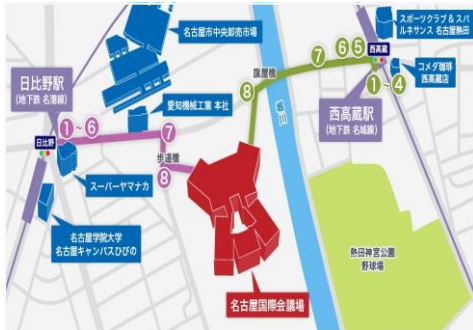 名古屋市中央卸売市場
スポーツクラブ & スパ
ルネサンス 名古屋熱田
旗屋橋
⑦
⑥⑤
西高蔵
コメダ珈琲
西高蔵店
日比野駅
(地下鉄 名港線)
愛知機械工業 本社
⑧
①~④
堀川
西高蔵駅
(地下鉄 名城線)
①~⑥
⑦
日比野
歩道橋
⑧
スーパーヤマナカ
名古屋学院大学
名古屋キャンパスひびの
熱田神宮公園
野球場
名古屋国際会議場